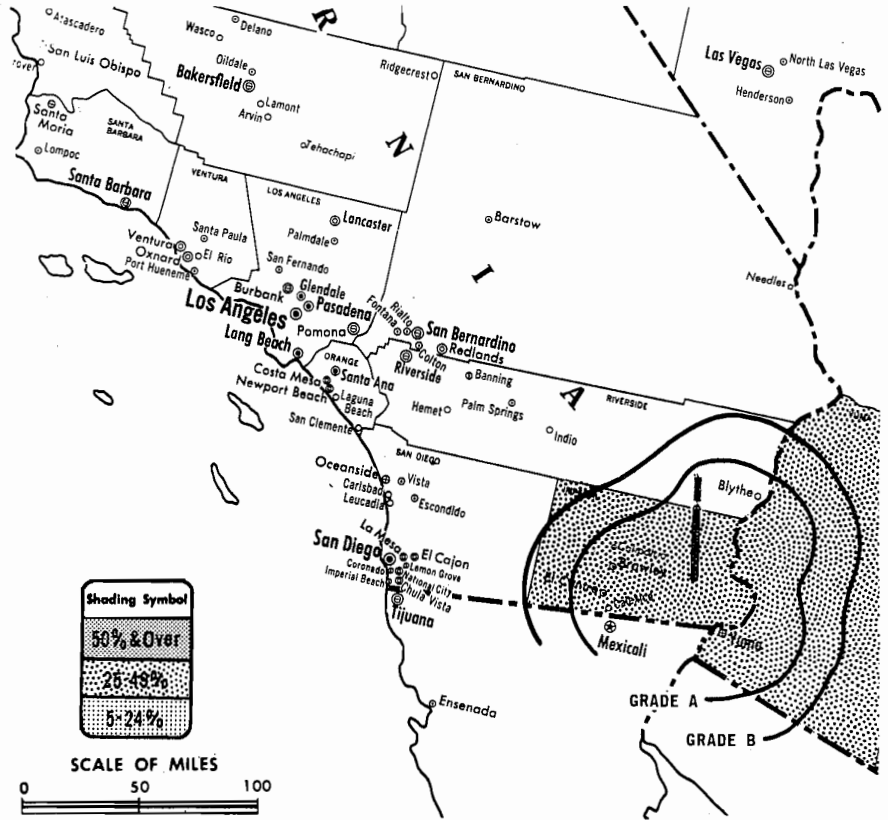 Atascadero
San Luis Obispo
Santa
Moria
Lompoc
SANTA
BARBARA
Santa Barbara
R
Delano
Wasco
Oildale
Bakersfield
Lamont
Arvin
Tehachapi
Ridgecrest
SAN BERNARDINO
N
Las Vegas
North Las Vegas
Henderson
VENTURA
LOS ANGELES
Lancaster
Palmdale
Barstow
Santa Paula
Ventura
Oxnard
El Rio
Port Hueneme
San Fernando
Burbank
Glendale
Pasadena
Los Angeles
Pomona
Long Beach
I
Needles
Fontana
Rialto
San Bernardino
Colton
Redlands
Riverside
ORANGE
Santa Ana
Costa Mesa
Newport Beach
Laguna
Beach
San Clemente
Banning
Hemet
Palm Springs
A
RIVERSIDE
Indio
SAN DIEGO
Oceanside
Vista
Carlsbad
Leucadia
Escondido
Blythe
La Mesa
San Diego
El Cajon
Lemon Grove
Coronado
National City
Imperial Beach
Chula Vista
Tijuana
Brawley
El Centro
Calexico
Mexicali
Yuma
Ensenada
GRADE A
GRADE B
Shading Symbol
50% & Over
25-49%
5-24%
SCALE OF MILES
0 50 100